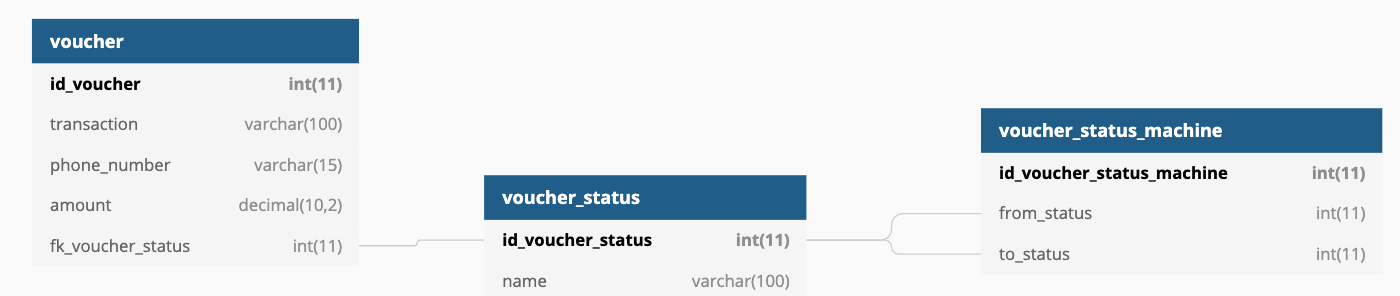 voucher
id_voucher int(11)
transaction varchar(100)
phone_number varchar(15)
amount decimal(10,2)
fk_voucher_status int(11)
voucher_status
id_voucher_status int(11)
name varchar(100)
voucher_status_machine
id_voucher_status_machine int(11)
from_status int(11)
to_status int(11)